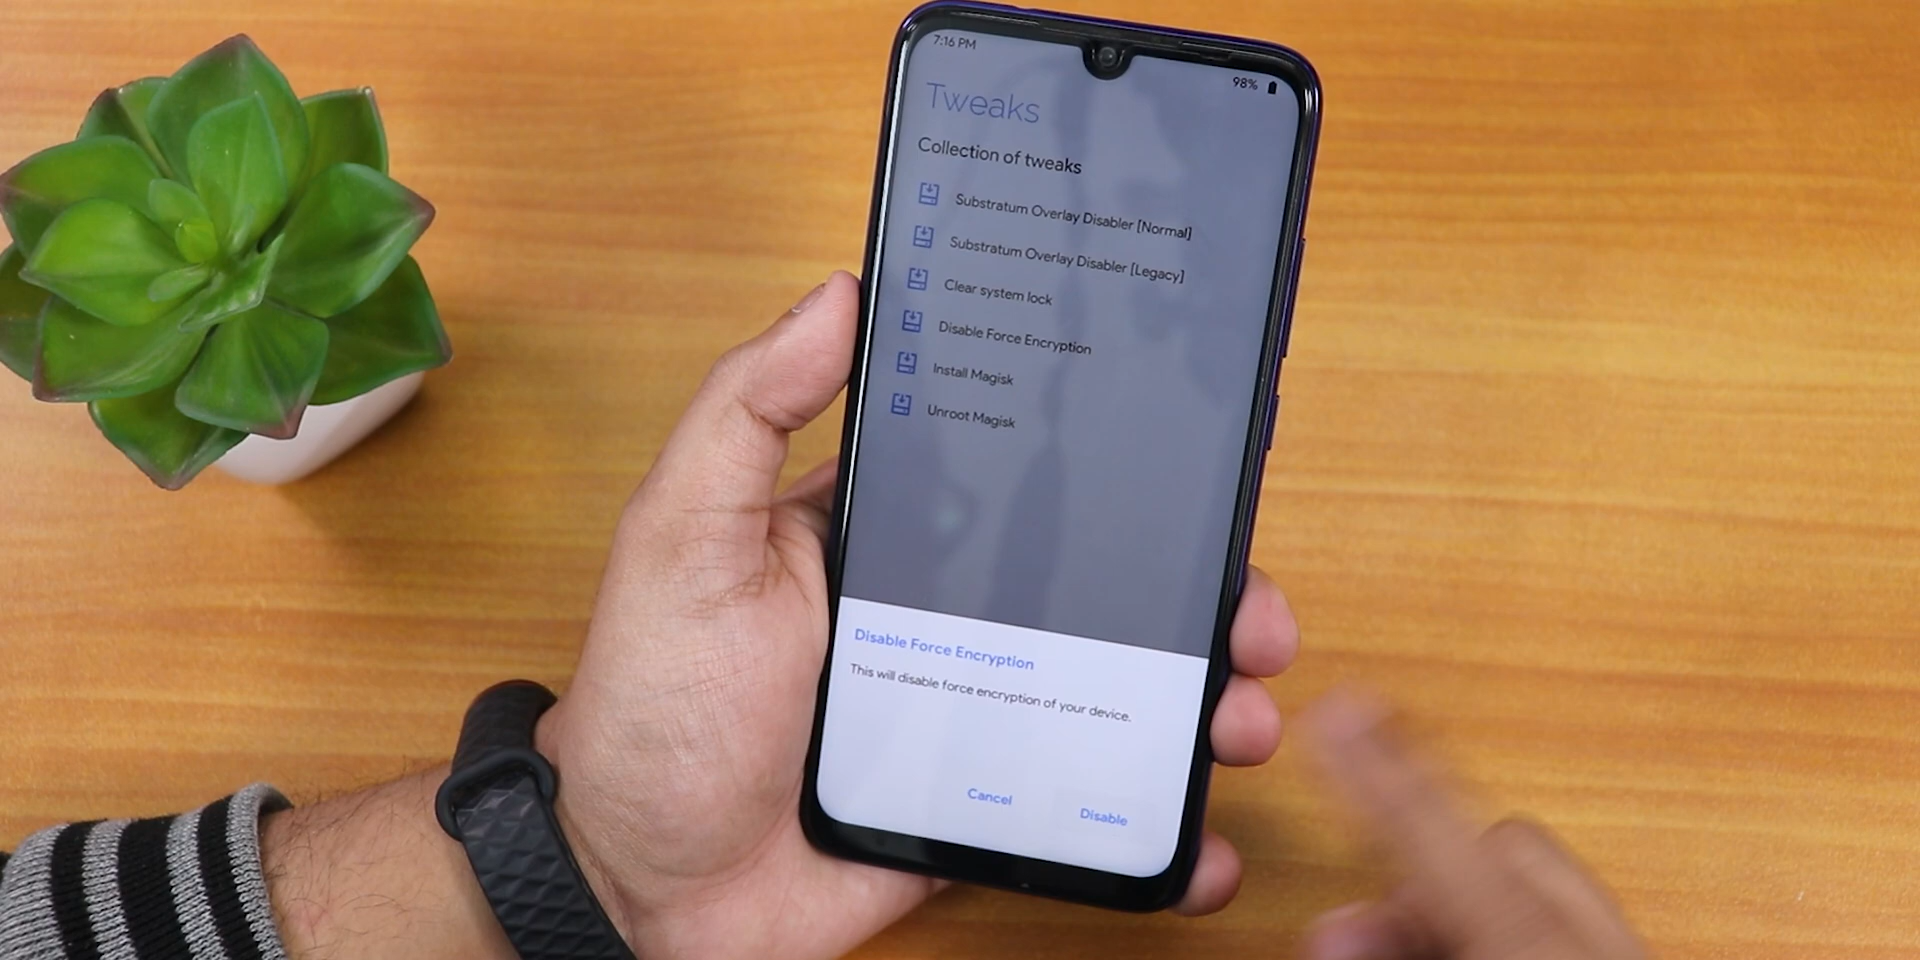 7:16 PM
98%
Tweaks
Collection of tweaks
Substratum Overlay Disabler [Normal]
Substratum Overlay Disabler [Legacy]
Clear system lock
Disable Force Encryption
Install Magisk
Unroot Magisk
Disable Force Encryption
This will disable force encryption of your device.
Cancel
Disable